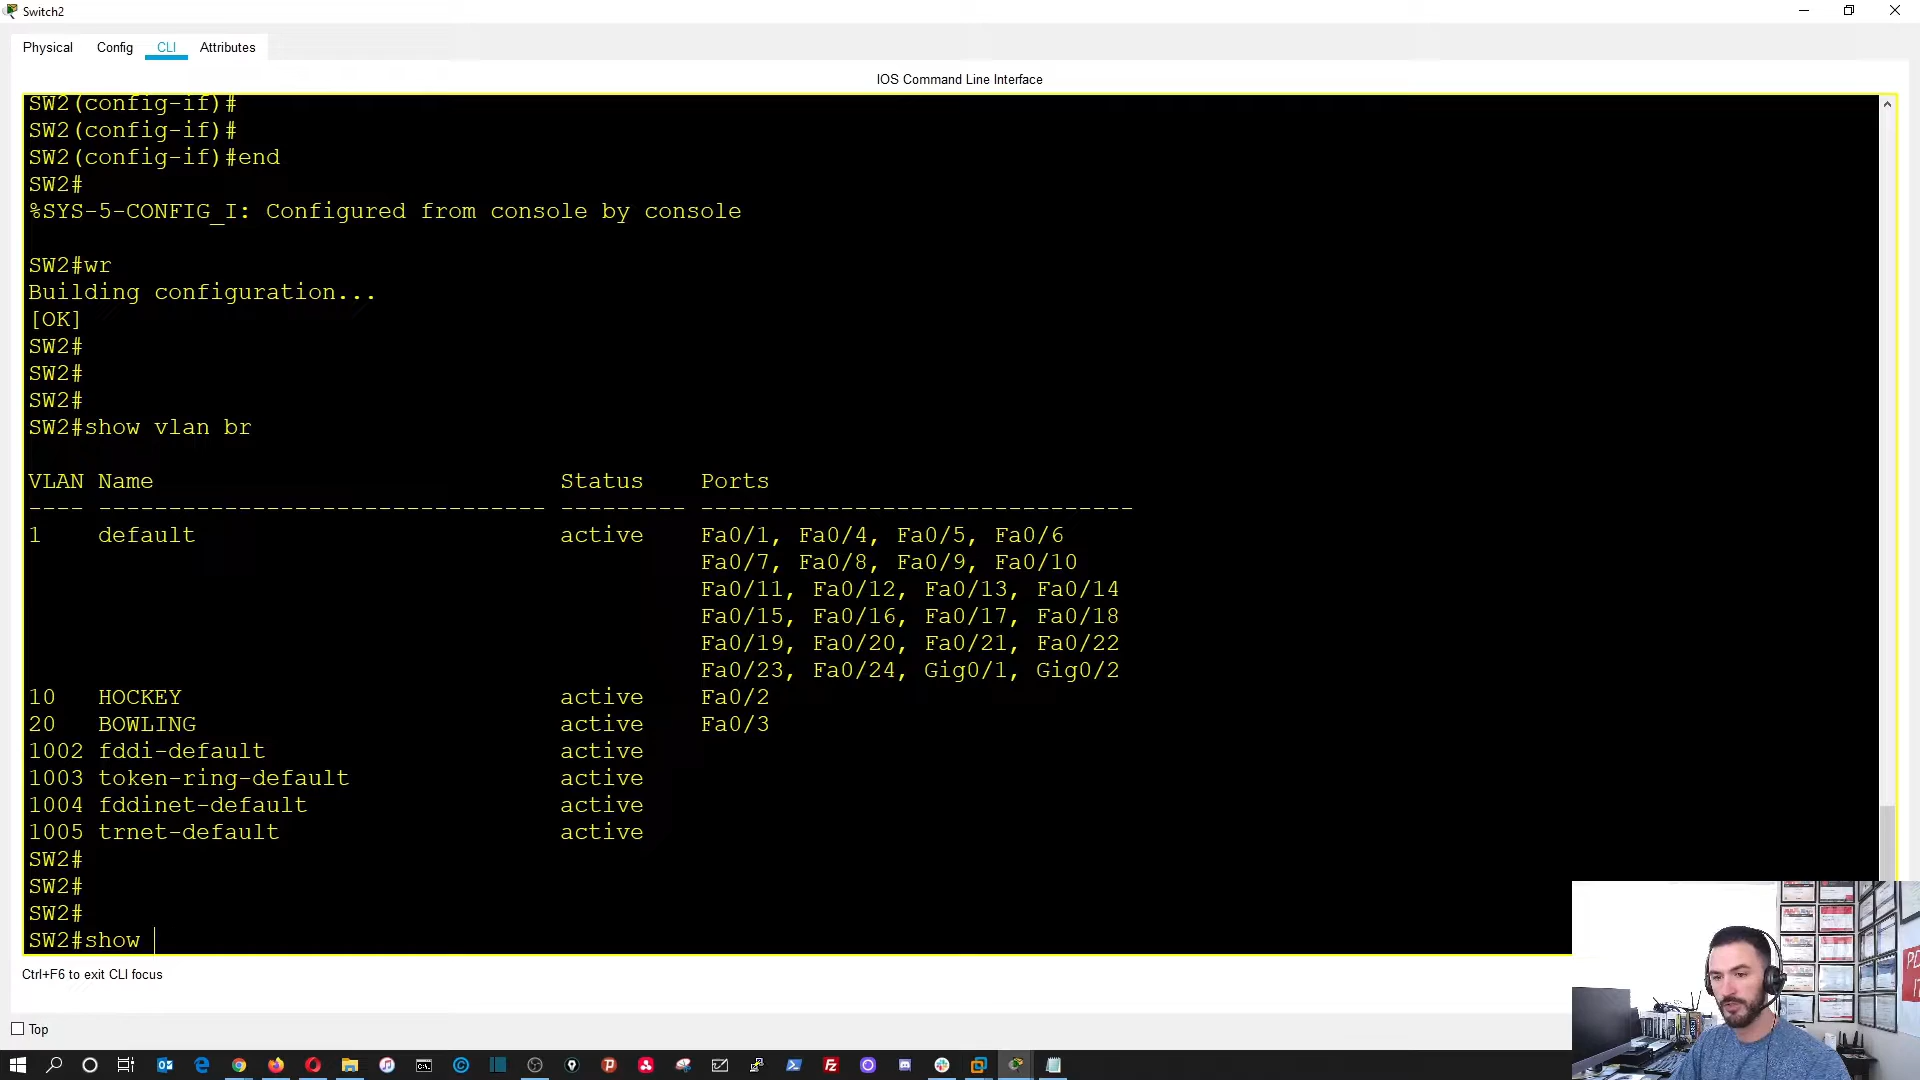 Switch2
Physical Config CLI Attributes
IOS Command Line Interface
SW2(config-if)#
SW2(config-if)#
SW2(config-if)#end
SW2#
%SYS-5-CONFIG_I: Configured from console by console
SW2#wr
Building configuration...
[OK]
SW2#
SW2#
SW2#
SW2#show vlan br
VLAN Name Status Ports
---- -------------------------------- --------- -------------------------------
1 default active Fa0/1, Fa0/4, Fa0/5, Fa0/6
Fa0/7, Fa0/8, Fa0/9, Fa0/10
Fa0/11, Fa0/12, Fa0/13, Fa0/14
Fa0/15, Fa0/16, Fa0/17, Fa0/18
Fa0/19, Fa0/20, Fa0/21, Fa0/22
Fa0/23, Fa0/24, Gig0/1, Gig0/2
10 HOCKEY active Fa0/2
20 BOWLING active Fa0/3
1002 fddi-default active
1003 token-ring-default active
1004 fddinet-default active
1005 trnet-default active
SW2#
SW2#
SW2#
SW2#show
Ctrl+F6 to exit CLI focus
Top